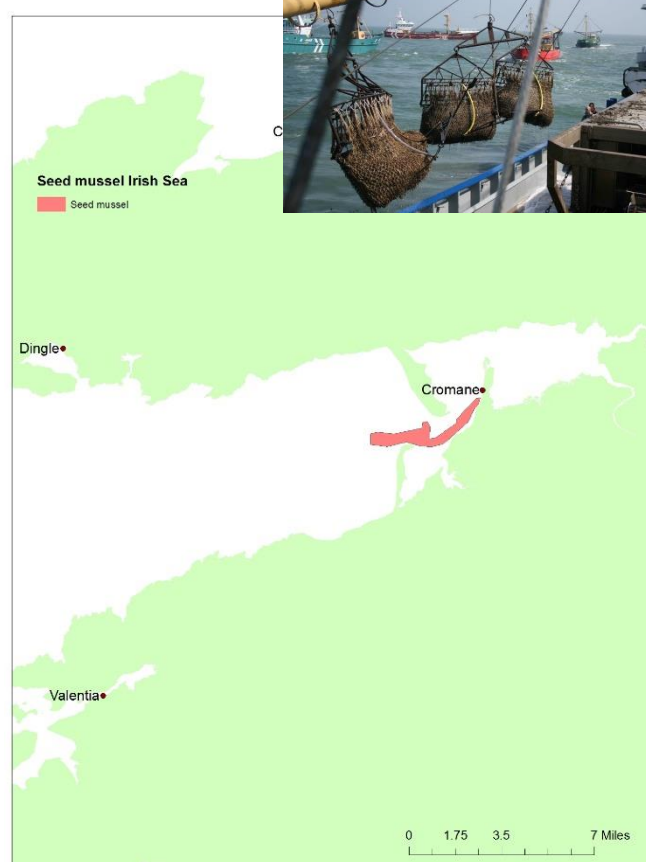 C
Seed mussel Irish Sea
Seed mussel
Dingle
Cromane
Valentia
0 1.75 3.5 7 Miles